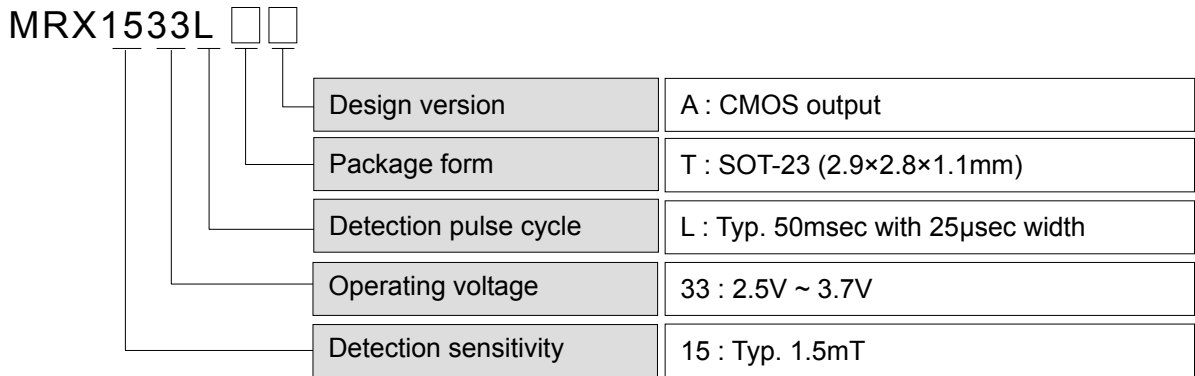 MRX1533L □ □
Design version A : CMOS output
Package form T : SOT-23 (2.9×2.8×1.1mm)
Detection pulse cycle L : Typ. 50msec with 25μsec width
Operating voltage 33 : 2.5V ~ 3.7V
Detection sensitivity 15 : Typ. 1.5mT